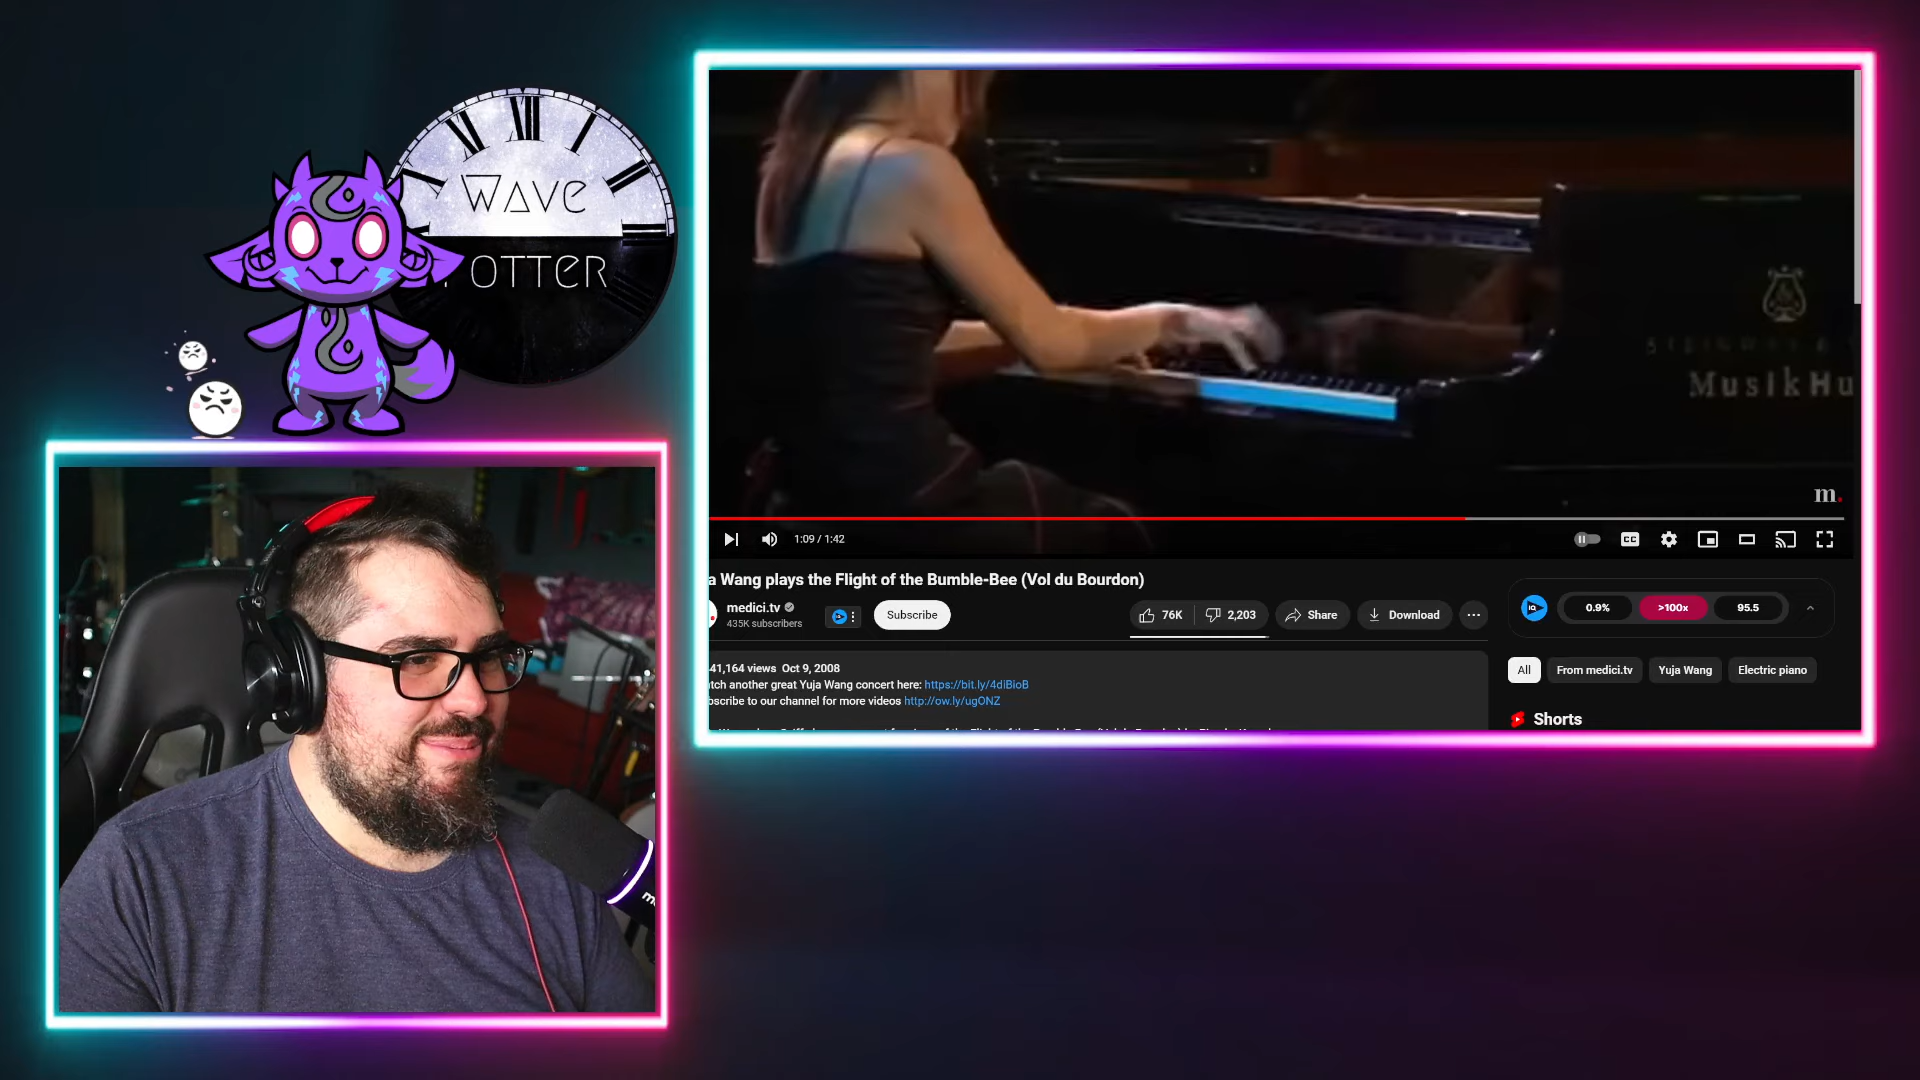 WAVE
OTTER
MusikHu
m.
1:09 / 1:42
CC
a Wang plays the Flight of the Bumble-Bee (Vol du Bourdon)
medici.tv
435K subscribers
Subscribe
76K
2,203
Share
Download
...
IQ
0.9%
>100x
95.5
41,164 views Oct 9, 2008
tch another great Yuja Wang concert here: https://bit.ly/4diBioB
bscribe to our channel for more videos http://ow.ly/ugONZ
All
From medici.tv
Yuja Wang
Electric piano
Shorts